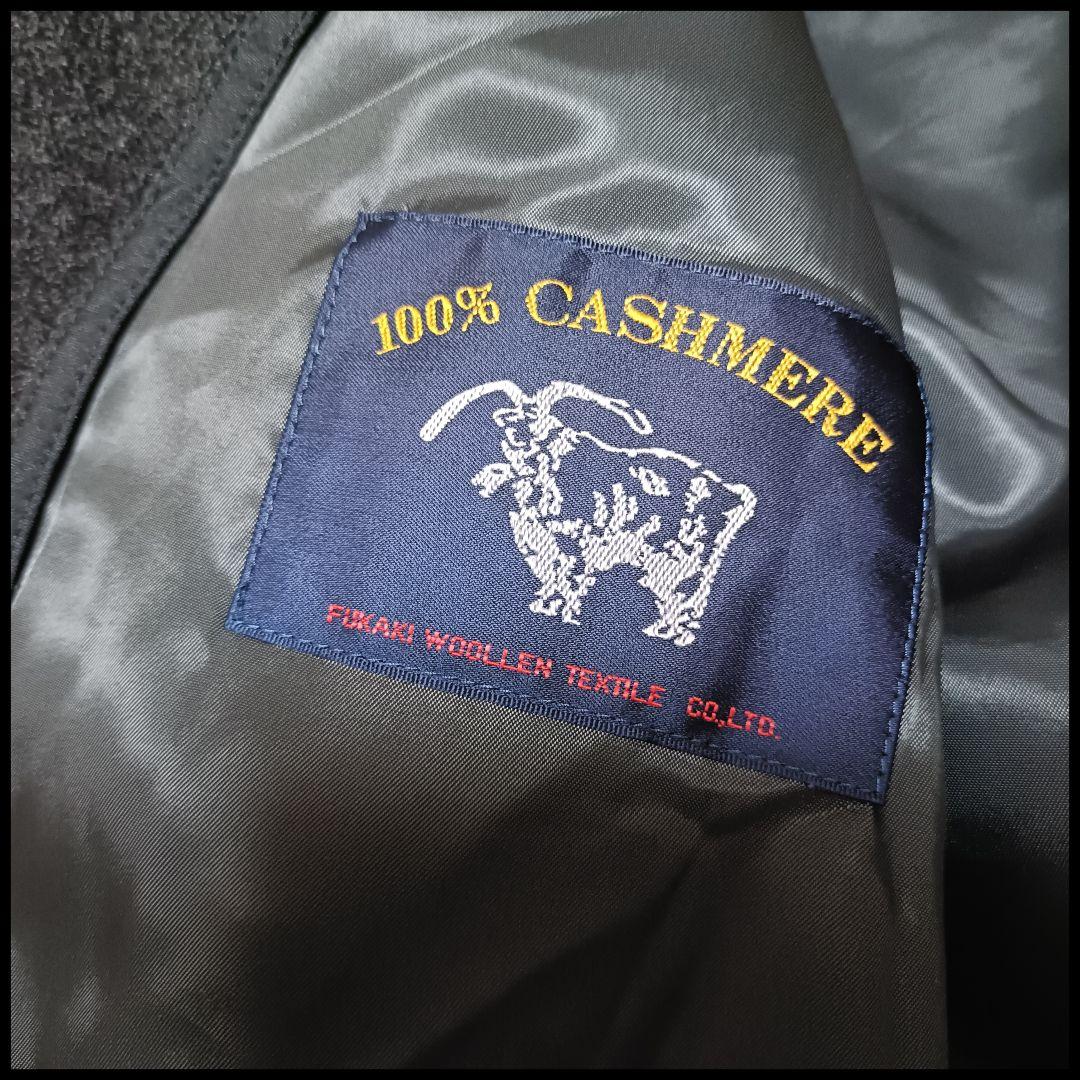 100% CASHMERE
FUKAKI WOOLLEN TEXTILE CO.,LTD.